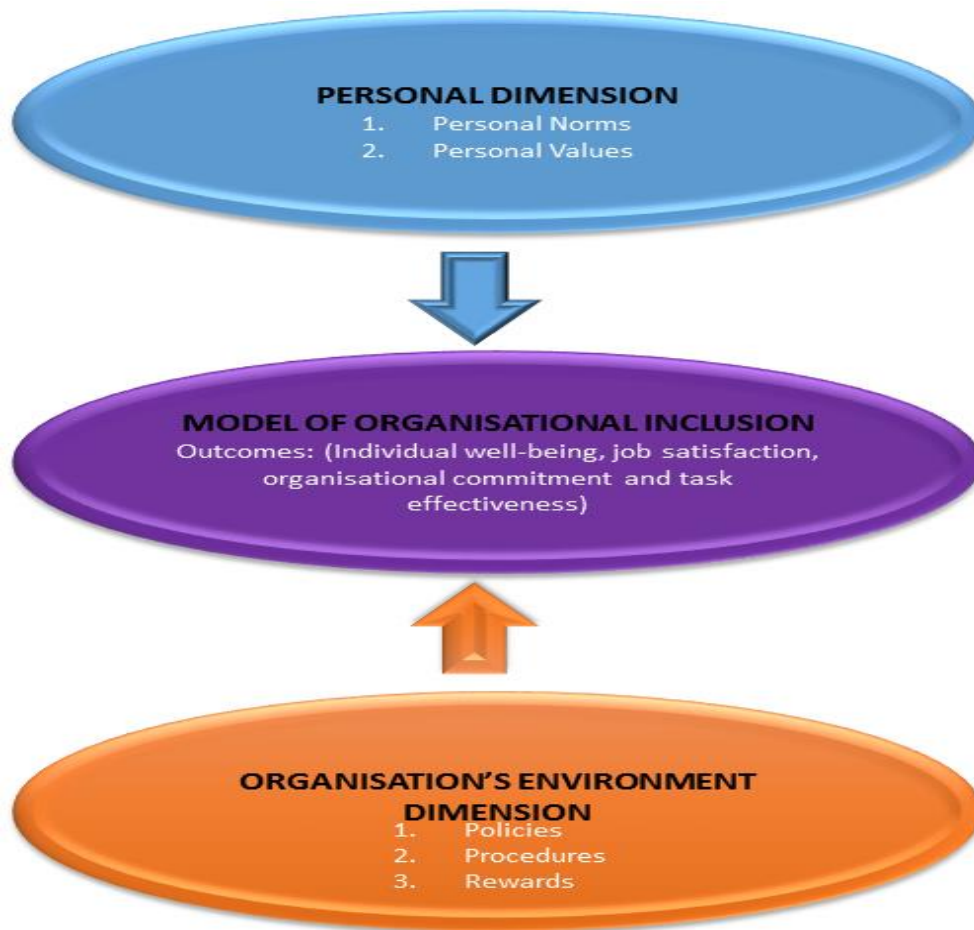 PERSONAL DIMENSION
1. Personal Norms
2. Personal Values
MODEL OF ORGANISATIONAL INCLUSION
Outcomes: (Individual well-being, job satisfaction,
organisational commitment and task
effectiveness)
ORGANISATION'S ENVIRONMENT
DIMENSION
1. Policies
2. Procedures
3. Rewards